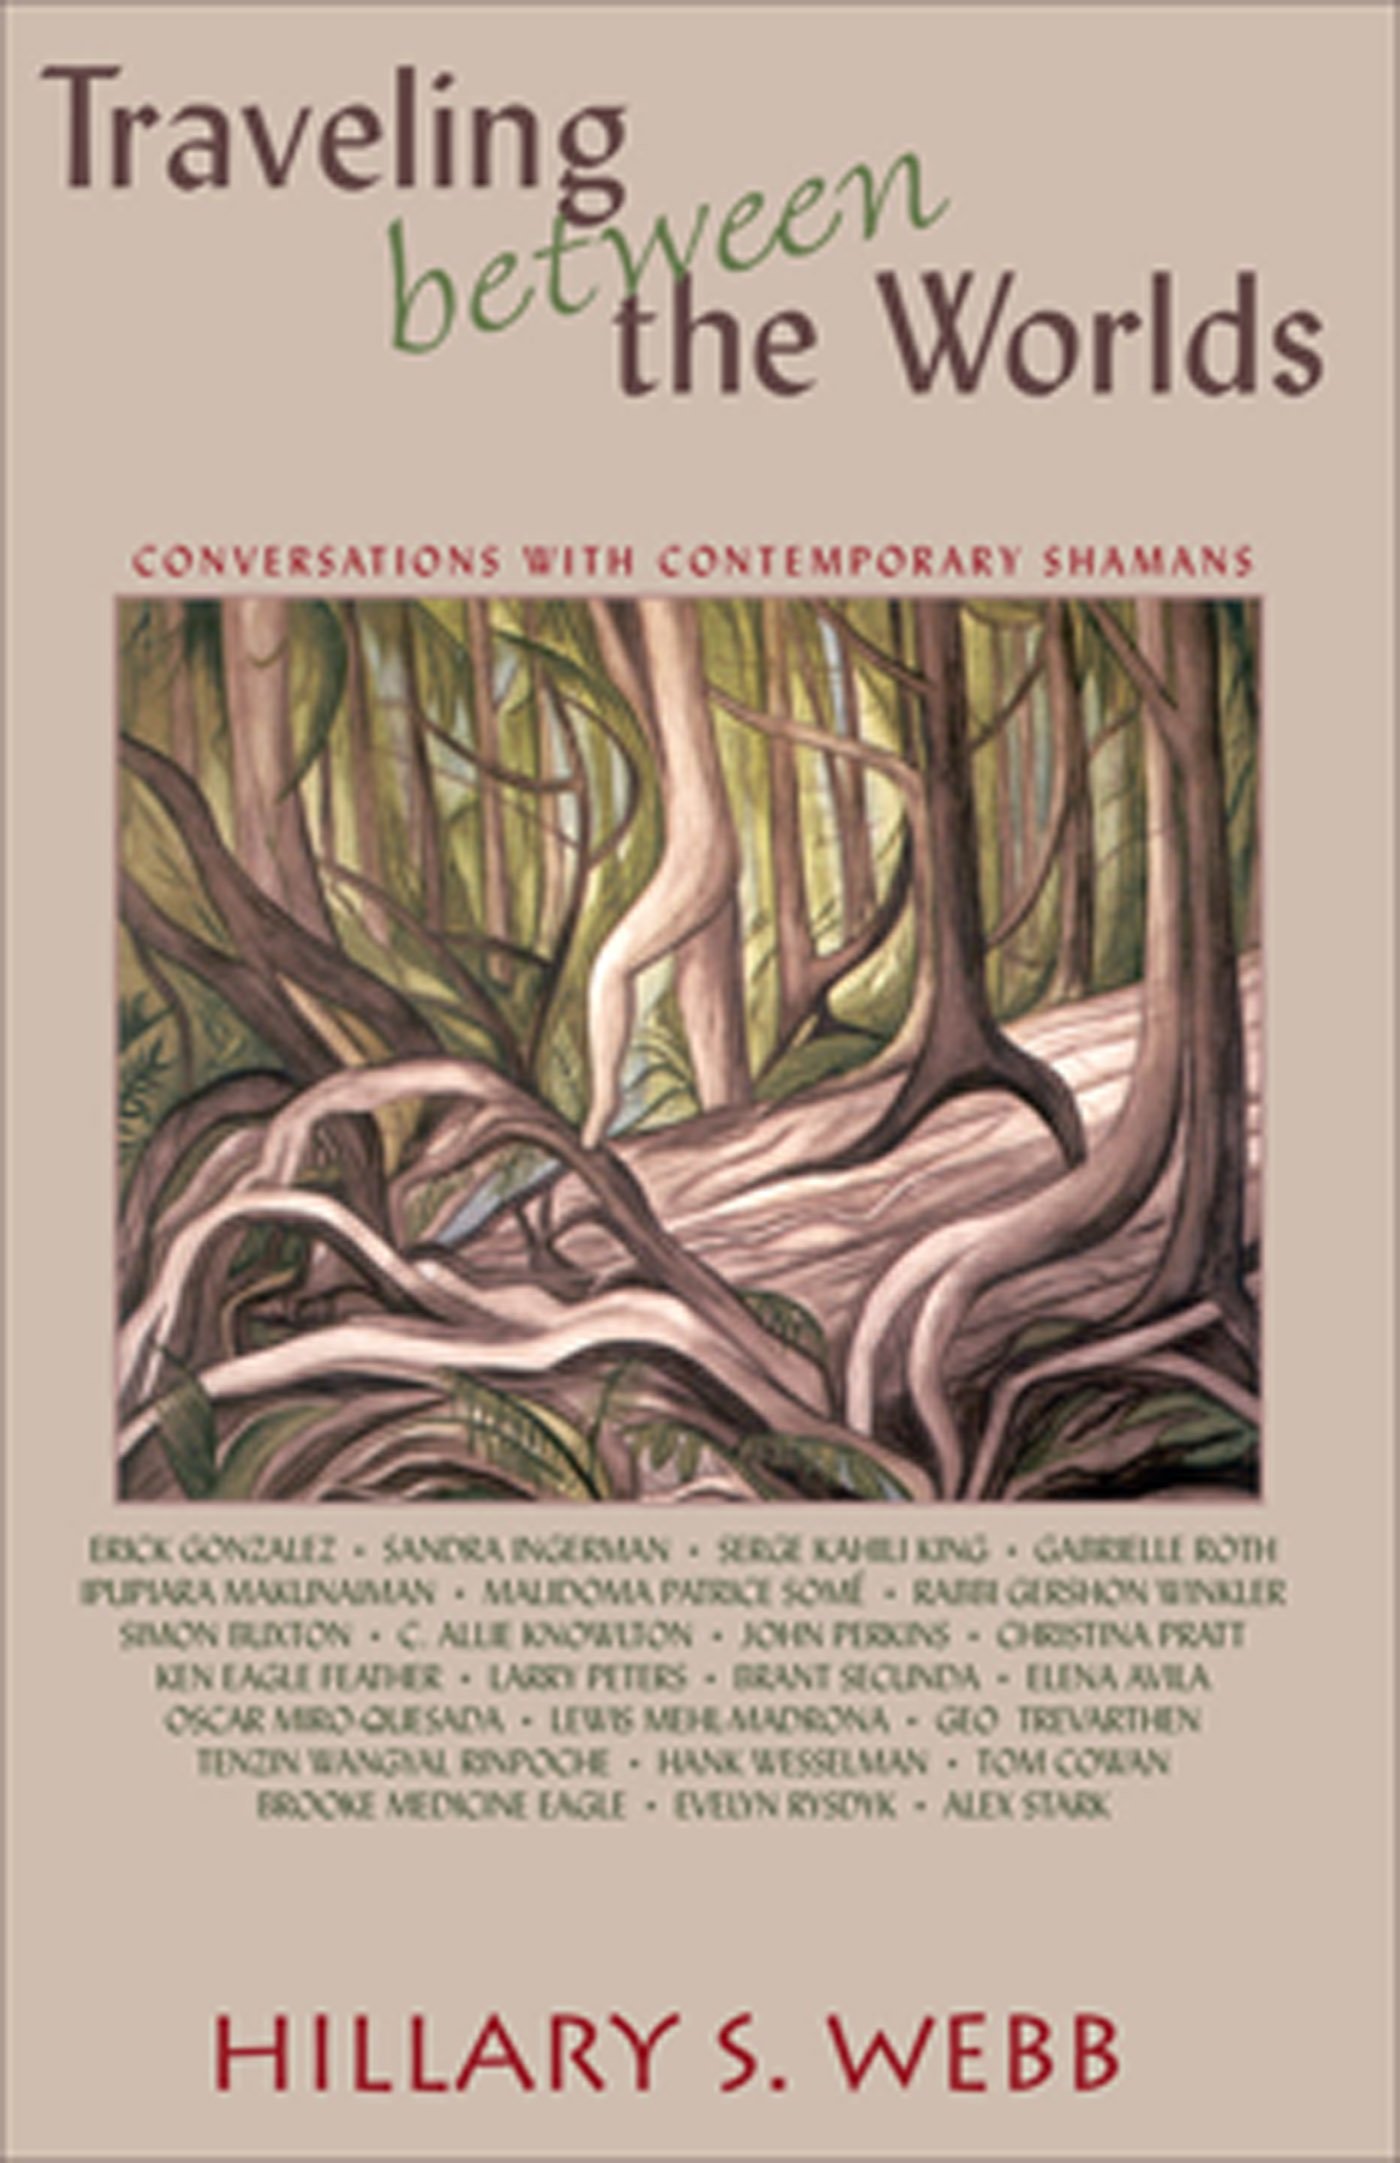 Traveling
between
the Worlds
CONVERSATIONS WITH CONTEMPORARY SHAMANS
ERICK GONZALEZ • SANDRA INGERMAN • SERGE KAHILI KING • GABRIELLE ROTH
IPUPIARA MAKUNAIMAN • MALIDOMA PATRICE SOMÉ • RABBI GERSHON WINKLER
SIMON BUXTON • C. ALLIE KNOWLTON • JOHN PERKINS • CHRISTINA PRATT
KEN EAGLE FEATHER • LARRY PETERS • BRANT SECUNDA • ELENA AVILA
OSCAR MIRO-QUESADA • LEWIS MEHL-MADRONA • GEO TREVARTHEN
TENZIN WANGYAL RINPOCHE • HANK WESSELMAN • TOM COWAN
BROOKE MEDICINE EAGLE • EVELYN RYSDYK • ALEX STARK
HILLARY S. WEBB